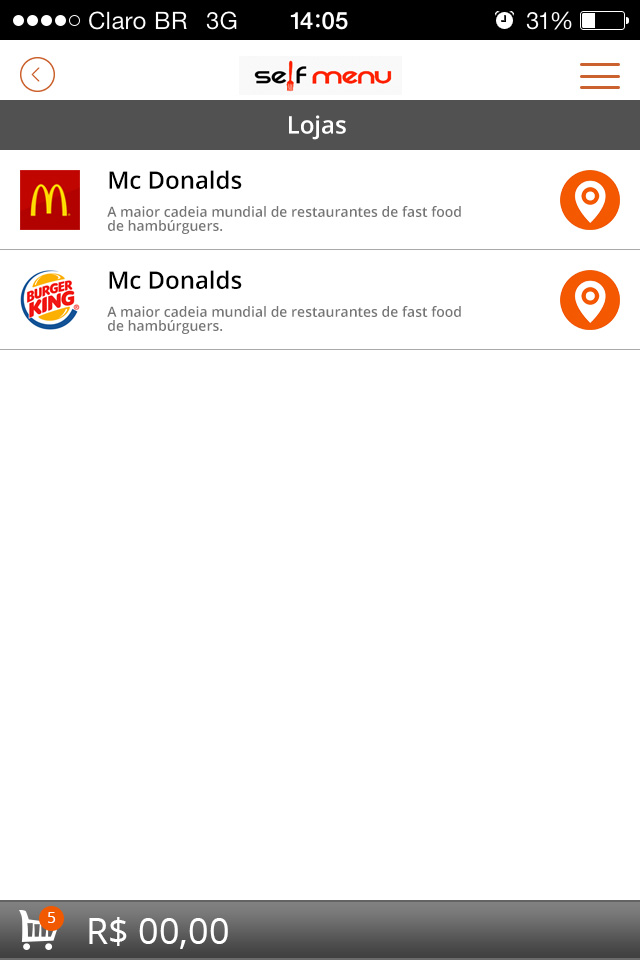 Claro BR 3G 14:05 31%
self menu
Lojas
Mc Donalds
A maior cadeia mundial de restaurantes de fast food
de hambúrguers.
BURGER
KING
Mc Donalds
A maior cadeia mundial de restaurantes de fast food
de hambúrguers.
5
R$ 00,00